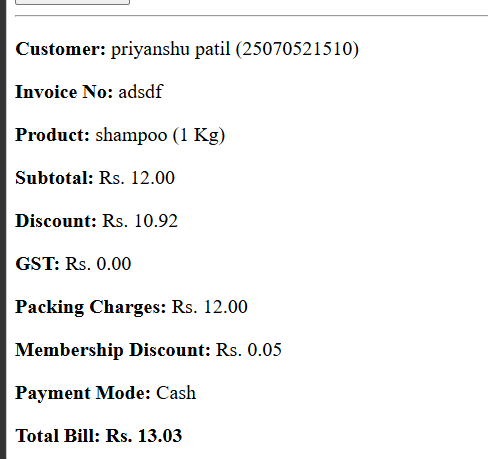 Customer: priyanshu patil (25070521510)
Invoice No: adsdf
Product: shampoo (1 Kg)
Subtotal: Rs. 12.00
Discount: Rs. 10.92
GST: Rs. 0.00
Packing Charges: Rs. 12.00
Membership Discount: Rs. 0.05
Payment Mode: Cash
Total Bill: Rs. 13.03